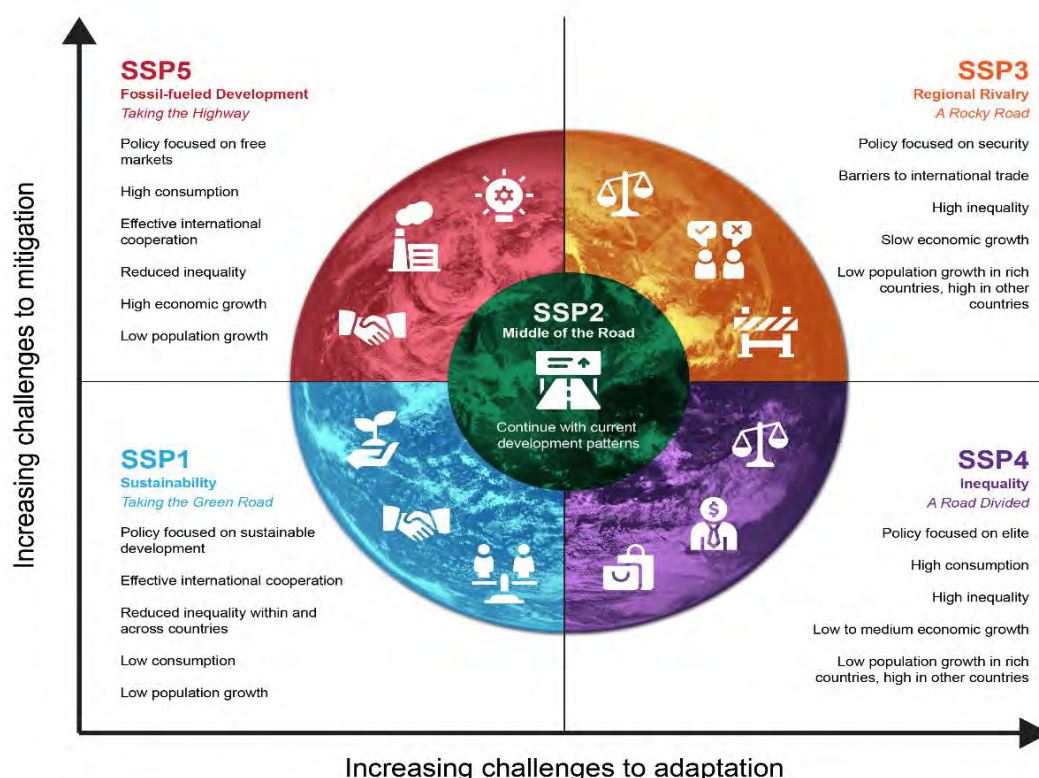 Increasing challenges to mitigation
SSP5
Fossil-fueled Development
Taking the Highway
Policy focused on free
markets
High consumption
Effective international
cooperation
Reduced inequality
High economic growth
Low population growth
SSP3
Regional Rivalry
A Rocky Road
Policy focused on security
Barriers to international trade
High inequality
Slow economic growth
Low population growth in rich
countries, high in other
countries
SSP2
Middle of the Road
Continue with current
development patterns
SSP1
Sustainability
Taking the Green Road
Policy focused on sustainable
development
Effective international cooperation
Reduced inequality within and
across countries
Low consumption
Low population growth
SSP4
Inequality
A Road Divided
Policy focused on elite
High consumption
High inequality
Low to medium economic growth
Low population growth in rich
countries, high in other countries
$
Increasing challenges to adaptation